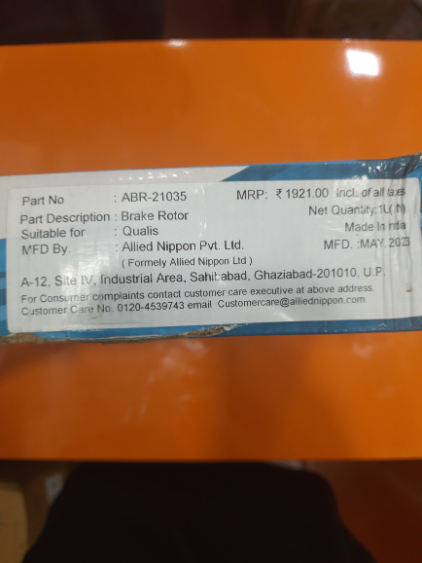 Part No : ABR-21035 MRP: ₹ 1921.00 Incl. of all taxes
Part Description : Brake Rotor Net Quantity:1U( N)
Suitable for : Qualis Made In India
MFD By. : Allied Nippon Pvt. Ltd. MFD. :MAY. 2023
( Formely Allied Nippon Ltd )
A-12, Site IV, Industrial Area, Sahibabad, Ghaziabad-201010, U.P.
For Consumer compiaints contact customer care executive at above address.
Customer Care No. 0120-4539743 email Customercare@alliednippon.com